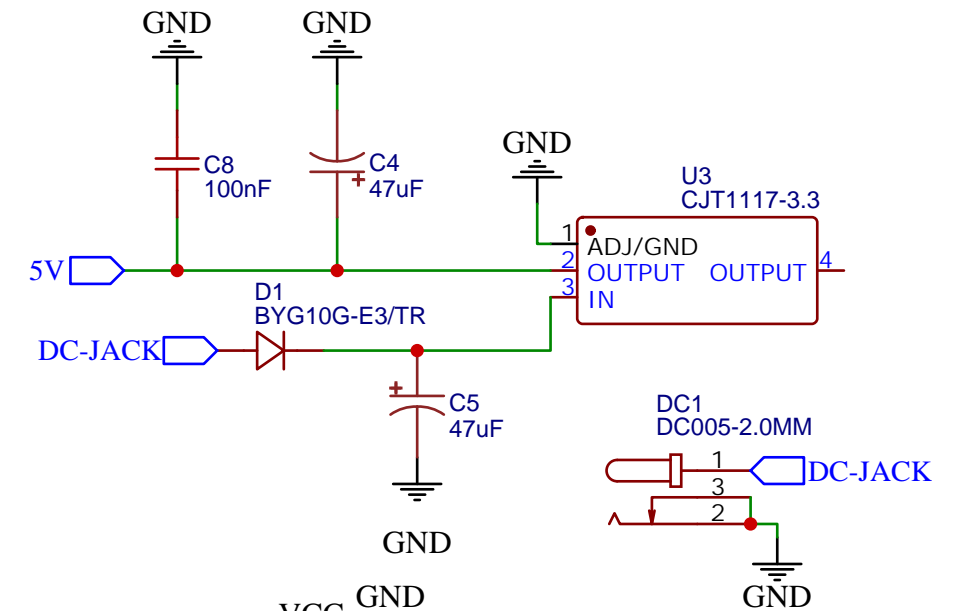 GND
GND
C8
100nF
C4
+ 47uF
GND
U3
CJT1117-3.3
1
ADJ/GND
5V
2
OUTPUT
OUTPUT
4
3
IN
D1
BYG10G-E3/TR
DC-JACK
+
C5
47uF
GND
DC1
DC005-2.0MM
1
DC-JACK
3
2
GND
GND
VCC